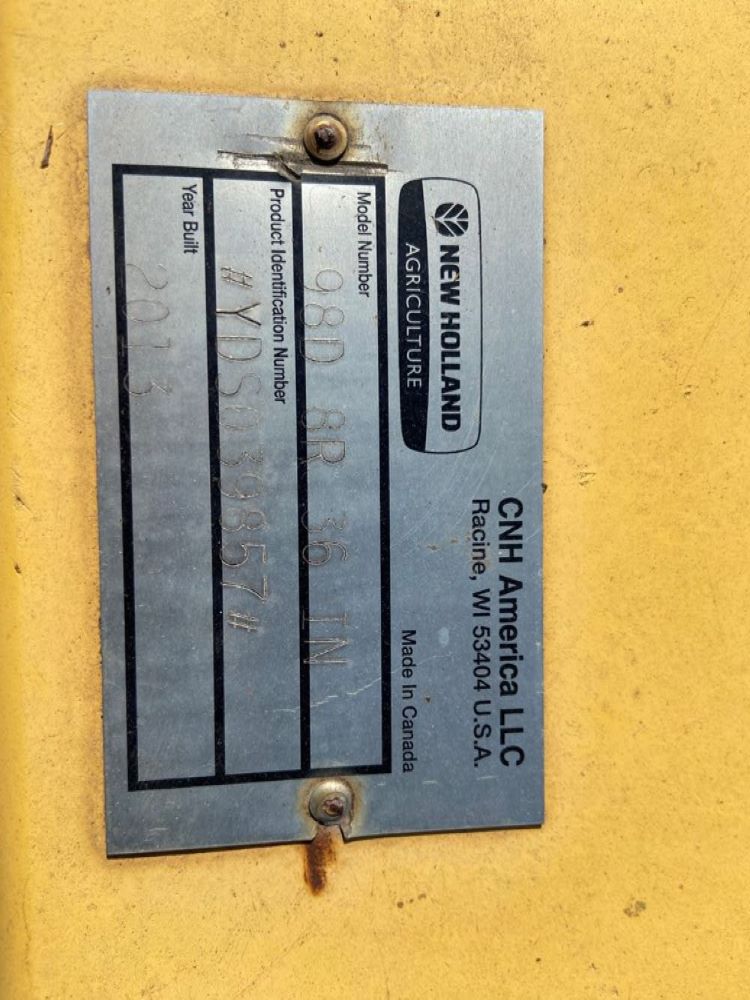 NEW HOLLAND
AGRICULTURE
CNH America LLC
Racine, WI 53404 U.S.A.
Made In Canada
Model Number
98D 8R 36 IN
Product Identification Number
#YDS039857#
Year Built
2013